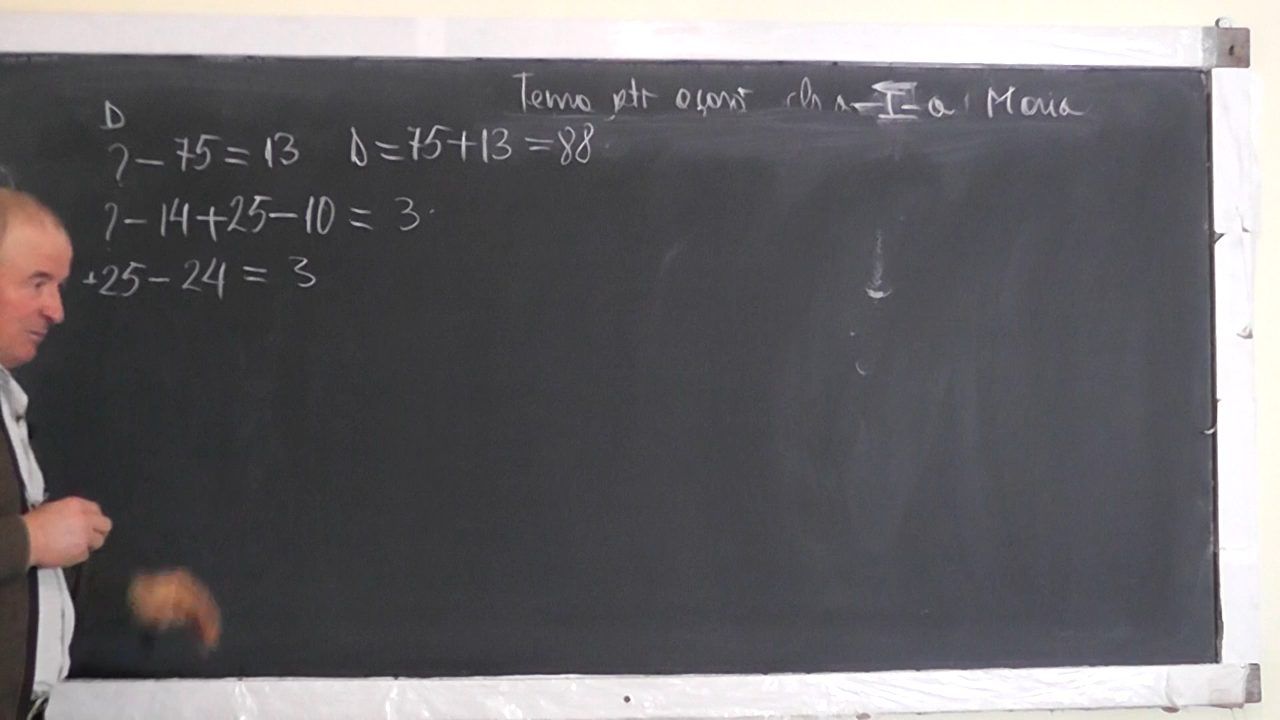 Tema ptr acasă cls a-I-a Maria
D
?-75=13 D=75+13=88
?-14+25-10=3
+25-24=3